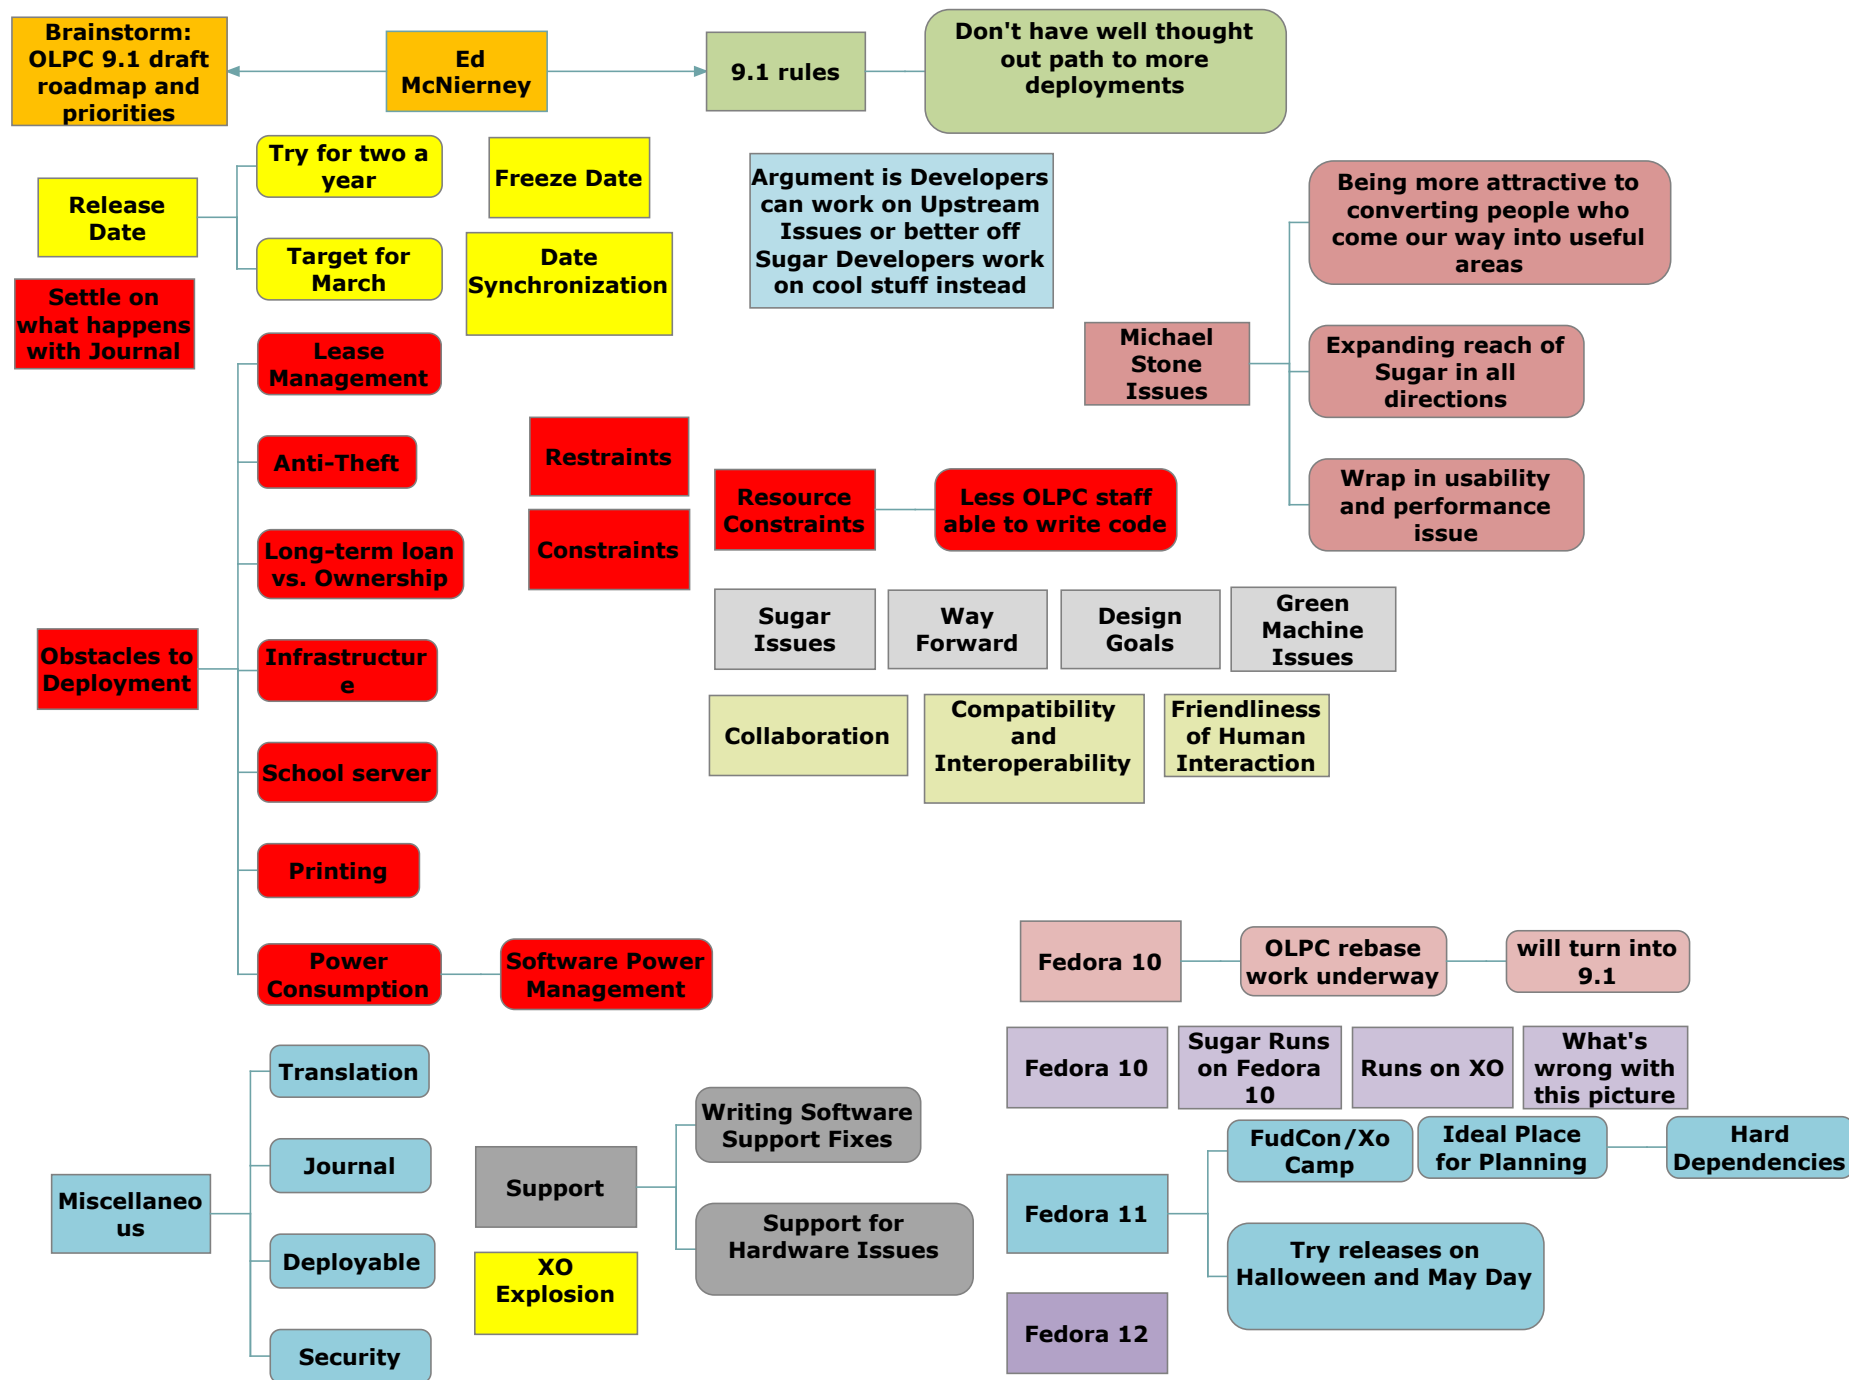 Brainstorm:
OLPC 9.1 draft
roadmap and
priorities
Ed
McNierney
9.1 rules
Don't have well thought
out path to more
deployments
Release
Date
Try for two a
year
Target for
March
Freeze Date
Date
Synchronization
Argument is Developers
can work on Upstream
Issues or better off
Sugar Developers work
on cool stuff instead
Michael
Stone
Issues
Being more attractive to
converting people who
come our way into useful
areas
Expanding reach of
Sugar in all
directions
Wrap in usability
and performance
issue
Settle on
what happens
with Journal
Obstacles to
Deployment
Lease
Management
Anti-Theft
Long-term loan
vs. Ownership
Infrastructur
e
School server
Printing
Power
Consumption
Software Power
Management
Restraints
Constraints
Resource
Constraints
Less OLPC staff
able to write code
Sugar
Issues
Way
Forward
Design
Goals
Green
Machine
Issues
Collaboration
Compatibility
and
Interoperability
Friendliness
of Human
Interaction
Fedora 10
OLPC rebase
work underway
will turn into
9.1
Fedora 10
Sugar Runs
on Fedora
10
Runs on XO
What's
wrong with
this picture
Miscellaneo
us
Translation
Journal
Deployable
Security
Support
Writing Software
Support Fixes
Support for
Hardware Issues
XO
Explosion
Fedora 11
FudCon/Xo
Camp
Ideal Place
for Planning
Hard
Dependencies
Try releases on
Halloween and May Day
Fedora 12